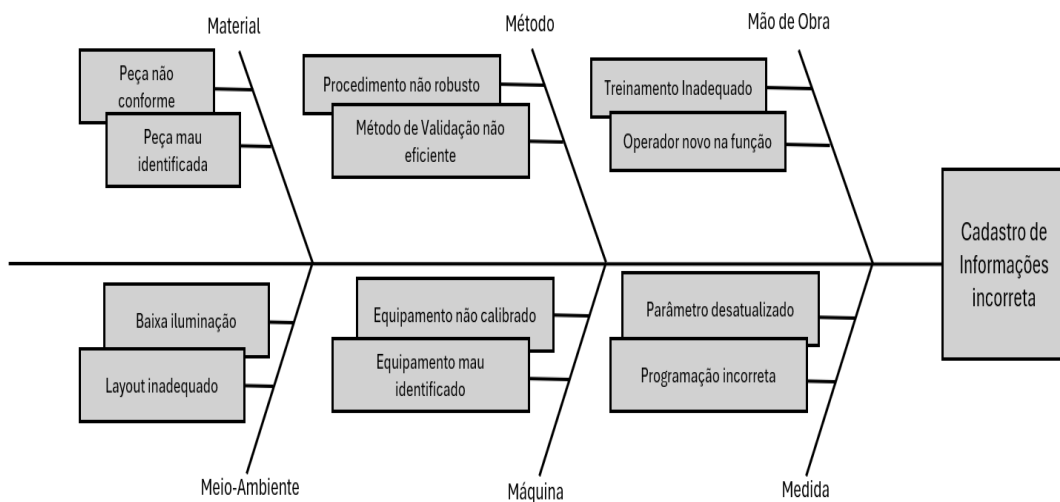 Material
Método
Mão de Obra
Peça não
conforme
Peça mau
identificada
Procedimento não robusto
Método de Validação não
eficiente
Treinamento Inadequado
Operador novo na função
Cadastro de
Informações
incorreta
Baixa iluminação
Layout inadequado
Equipamento não calibrado
Equipamento mau
identificado
Parâmetro desatualizado
Programação incorreta
Meio-Ambiente
Máquina
Medida